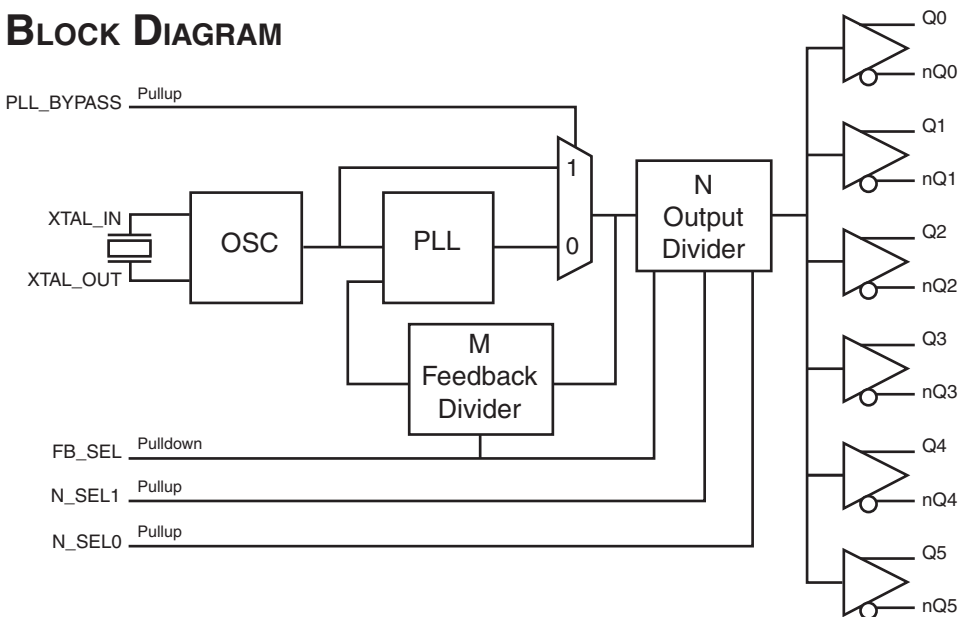 BLOCK DIAGRAM
PLL_BYPASS Pullup
XTAL_IN
XTAL_OUT
OSC
PLL
1
0
M
Feedback
Divider
N
Output
Divider
FB_SEL Pulldown
N_SEL1 Pullup
N_SEL0 Pullup
Q0
nQ0
Q1
nQ1
Q2
nQ2
Q3
nQ3
Q4
nQ4
Q5
nQ5